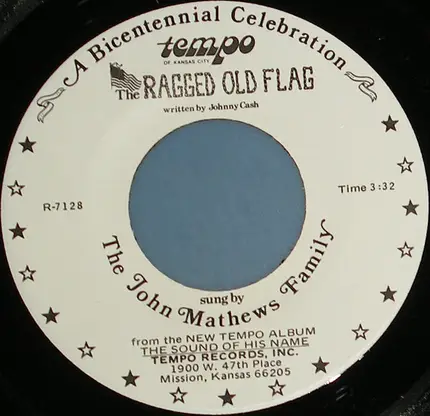 A Bicentennial Celebration
tempo
OF KANSAS CITY
The RAGGED OLD FLAG
written by Johnny Cash
R-7128
Time 3:32
sung by
The John Mathews Family
from the NEW TEMPO ALBUM
THE SOUND OF HIS NAME
TEMPO RECORDS, INC.
1900 W. 47th Place
Mission, Kansas 66205